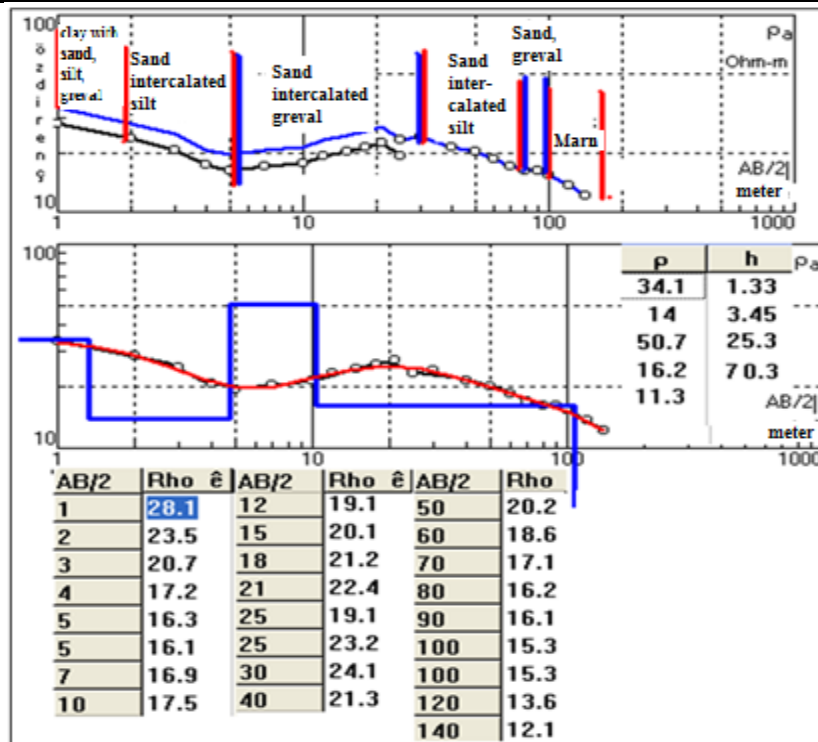 100
clay with
sand,
silt,
greval
Sand
intercalated
silt
Sand
intercalated
greval
Sand
inter-
calated
silt
Sand,
greval
Marn
Pa
Ohm-m
AB/2
meter
10
1
10
100
1000
100
ρ h
34.1 1.33
14 3.45
50.7 25.3
16.2 70.3
11.3
Pa
AB/2
meter
10
1
10
100
1000
AB/2 Rho ê AB/2 Rho ê AB/2 Rho
1 28.1 12 19.1 50 20.2
2 23.5 15 20.1 60 18.6
3 20.7 18 21.2 70 17.1
4 17.2 21 22.4 80 16.2
5 16.3 25 19.1 90 16.1
5 16.1 25 23.2 100 15.3
7 16.9 30 24.1 100 15.3
10 17.5 40 21.3 120 13.6
140 12.1